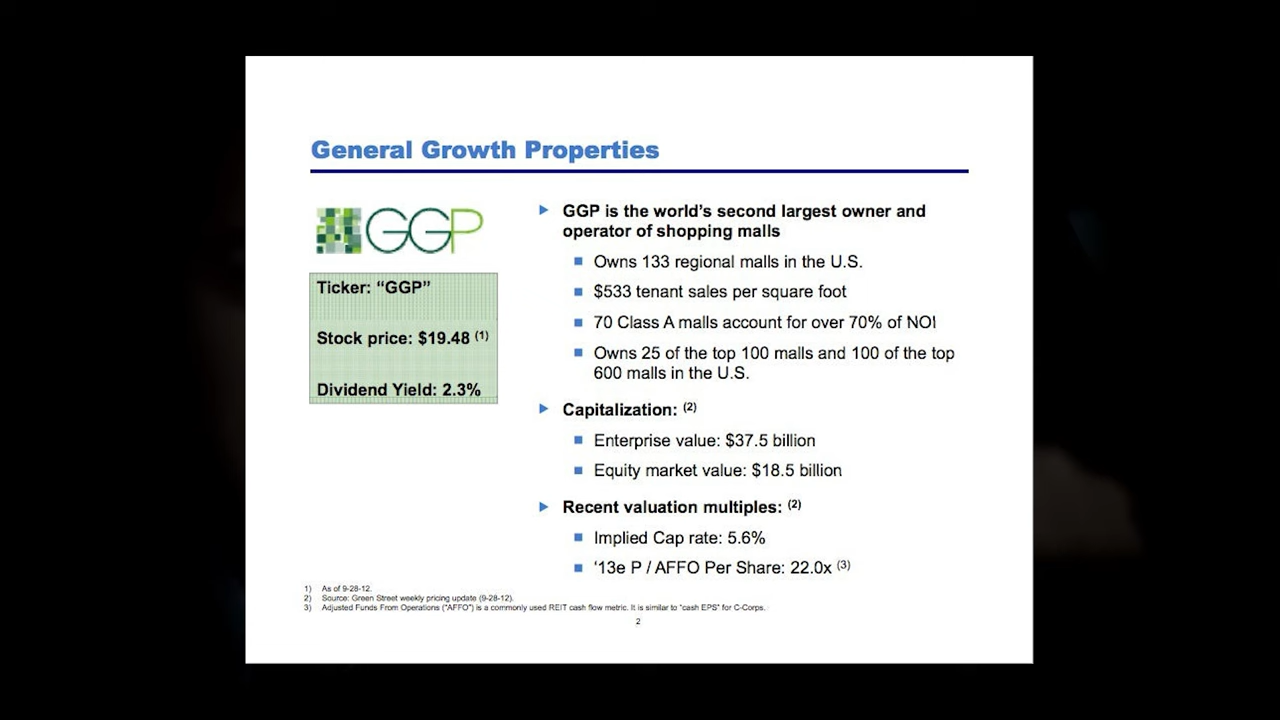 General Growth Properties
GGP
Ticker: “GGP”
Stock price: $19.48 (1)
Dividend Yield: 2.3%
GGP is the world’s second largest owner and
operator of shopping malls
Owns 133 regional malls in the U.S.
$533 tenant sales per square foot
70 Class A malls account for over 70% of NOI
Owns 25 of the top 100 malls and 100 of the top
600 malls in the U.S.
Capitalization: (2)
Enterprise value: $37.5 billion
Equity market value: $18.5 billion
Recent valuation multiples: (2)
Implied Cap rate: 5.6%
‘13e P / AFFO Per Share: 22.0x (3)
1) As of 9-28-12.
2) Source: Green Street weekly pricing update (9-28-12).
3) Adjusted Funds From Operations (“AFFO”) is a commonly used REIT cash flow metric. It is similar to “cash EPS” for C-Corps.
2